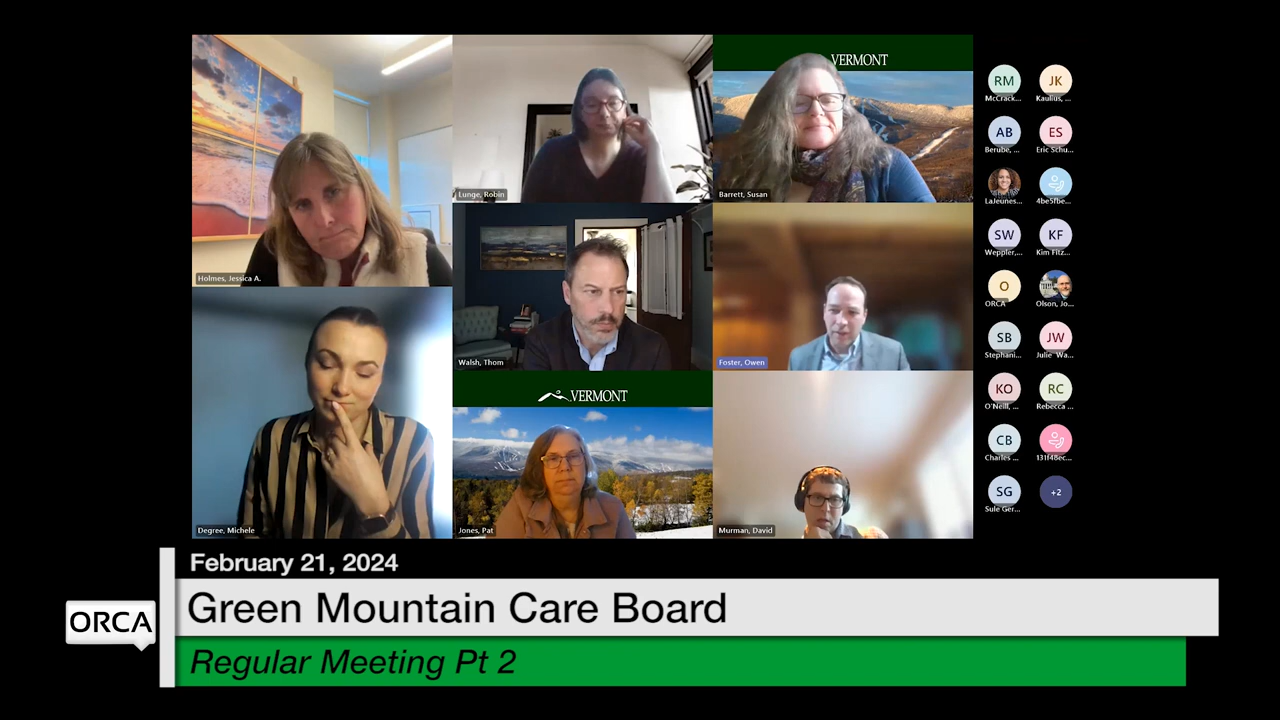 VERMONT
Holmes, Jessica A.
Lunge, Robin
Barrett, Susan
Walsh, Thom
Foster, Owen
Degree, Michele
VERMONT
Jones, Pat
Murman, David
RM
McCrack...
JK
Kaulius, ...
AB
Berube, ...
ES
Eric Schu...
LaJeunes...
4be5fbe...
SW
Weppler,...
KF
Kim Fitz...
O
ORCA
Olson, Jo...
SB
Stephani...
JW
Julie Wa...
KO
O'Neill, ...
RC
Rebecca ...
CB
Charles ...
131f48ec...
SG
Sule Ger...
+2
February 21, 2024
ORCA
Green Mountain Care Board
Regular Meeting Pt 2